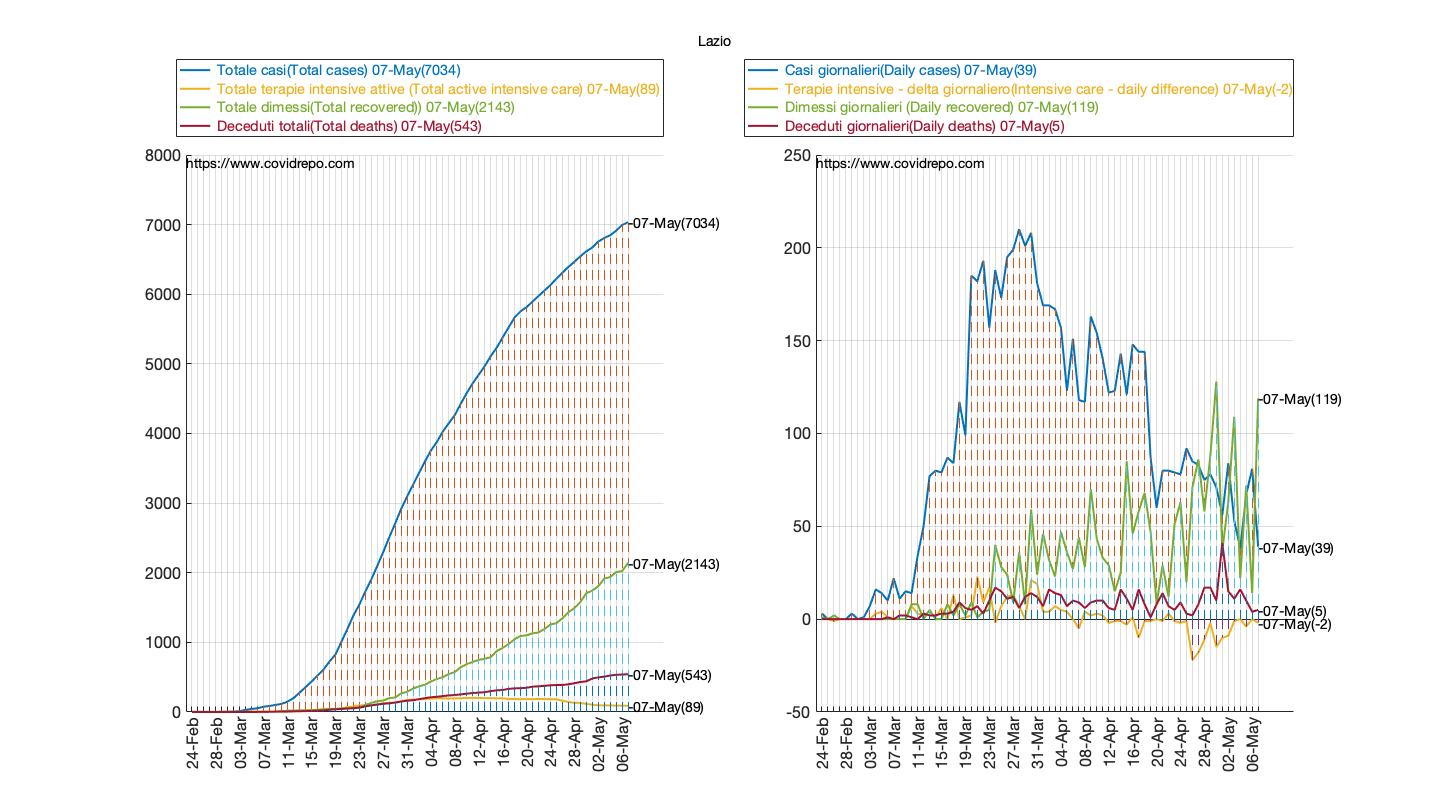 Lazio
Totale casi(Total cases) 07-May(7034)
Totale terapie intensive attive (Total active intensive care) 07-May(89)
Totale dimessi(Total recovered)) 07-May(2143)
Deceduti totali(Total deaths) 07-May(543)
8000
https://www.covidrepo.com
7000
07-May(7034)
6000
5000
4000
3000
2000
07-May(2143)
1000
07-May(543)
07-May(89)
0
24-Feb
28-Feb
03-Mar
07-Mar
11-Mar
15-Mar
19-Mar
23-Mar
27-Mar
31-Mar
04-Apr
08-Apr
12-Apr
16-Apr
20-Apr
24-Apr
28-Apr
02-May
06-May
Casi giornalieri(Daily cases) 07-May(39)
Terapie intensive - delta giornaliero(Intensive care - daily difference) 07-May(-2)
Dimessi giornalieri (Daily recovered) 07-May(119)
Deceduti giornalieri(Daily deaths) 07-May(5)
250
https://www.covidrepo.com
200
150
100
07-May(119)
50
07-May(39)
07-May(5)
0
07-May(-2)
-50
24-Feb
28-Feb
03-Mar
07-Mar
11-Mar
15-Mar
19-Mar
23-Mar
27-Mar
31-Mar
04-Apr
08-Apr
12-Apr
16-Apr
20-Apr
24-Apr
28-Apr
02-May
06-May